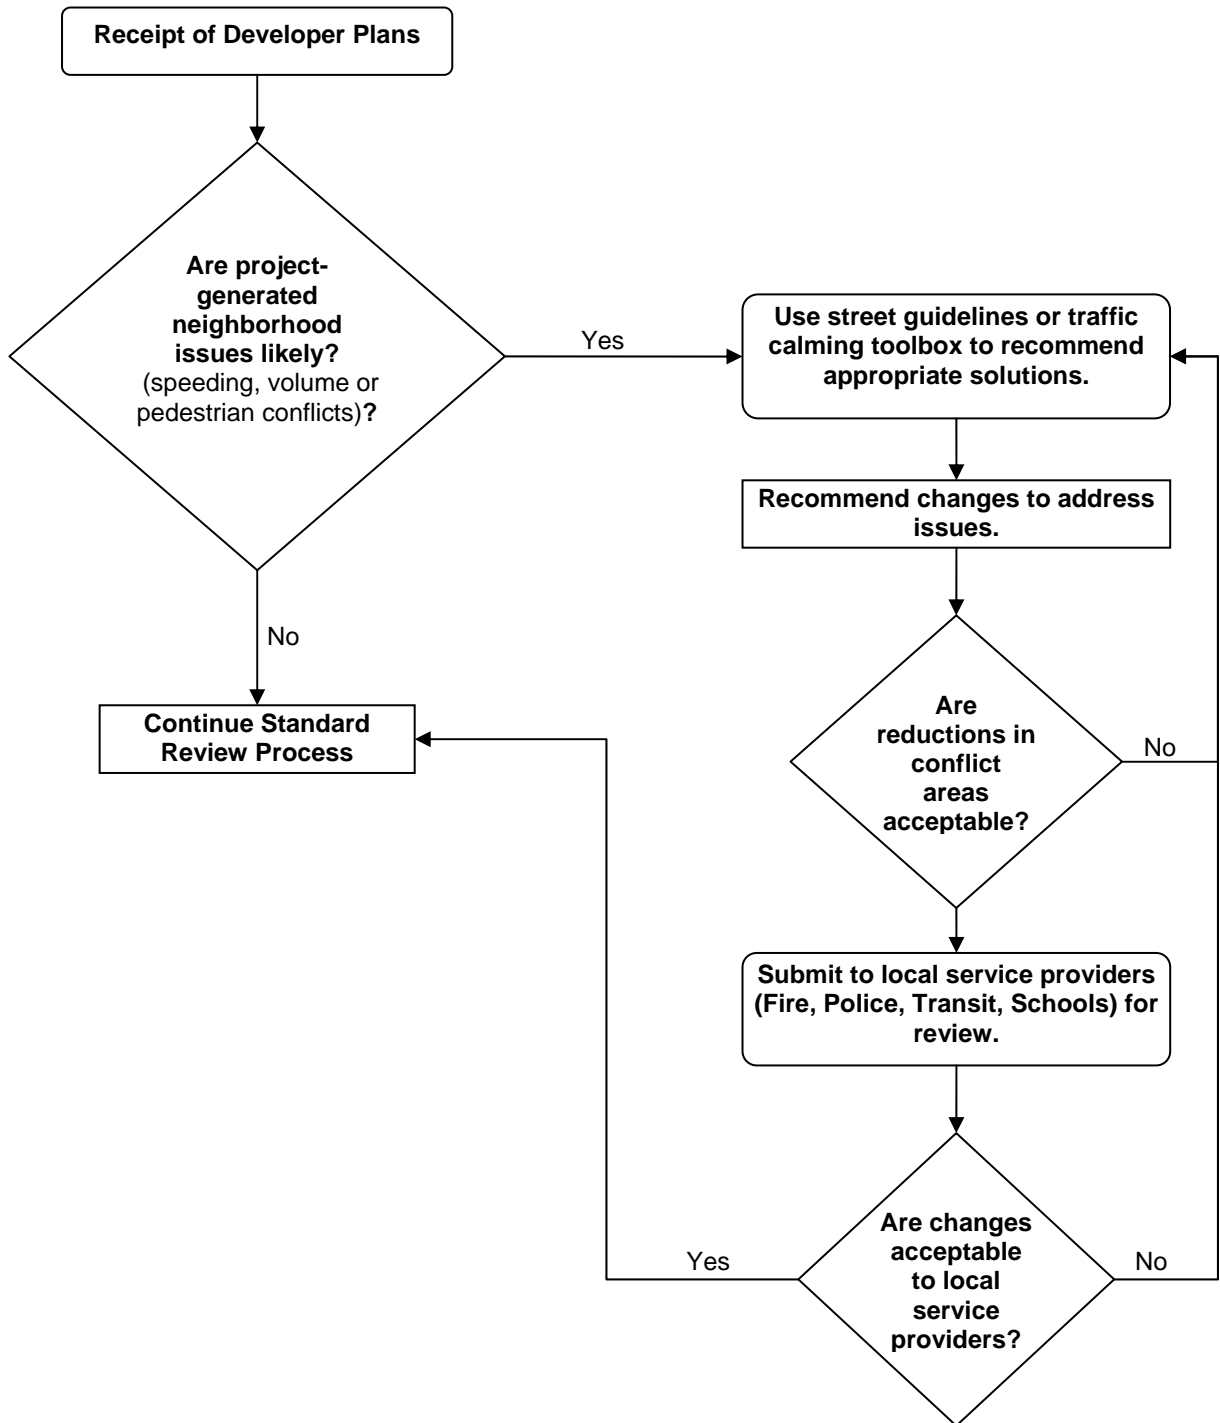 Receipt of Developer Plans
Are project-
generated
neighborhood
issues likely?
(speeding, volume or
pedestrian conflicts)?
Yes
Use street guidelines or traffic
calming toolbox to recommend
appropriate solutions.
Recommend changes to address
issues.
No
Continue Standard
Review Process
Are
reductions in
conflict
areas
acceptable?
No
Submit to local service providers
(Fire, Police, Transit, Schools) for
review.
Are changes
acceptable
to local
service
providers?
Yes
No